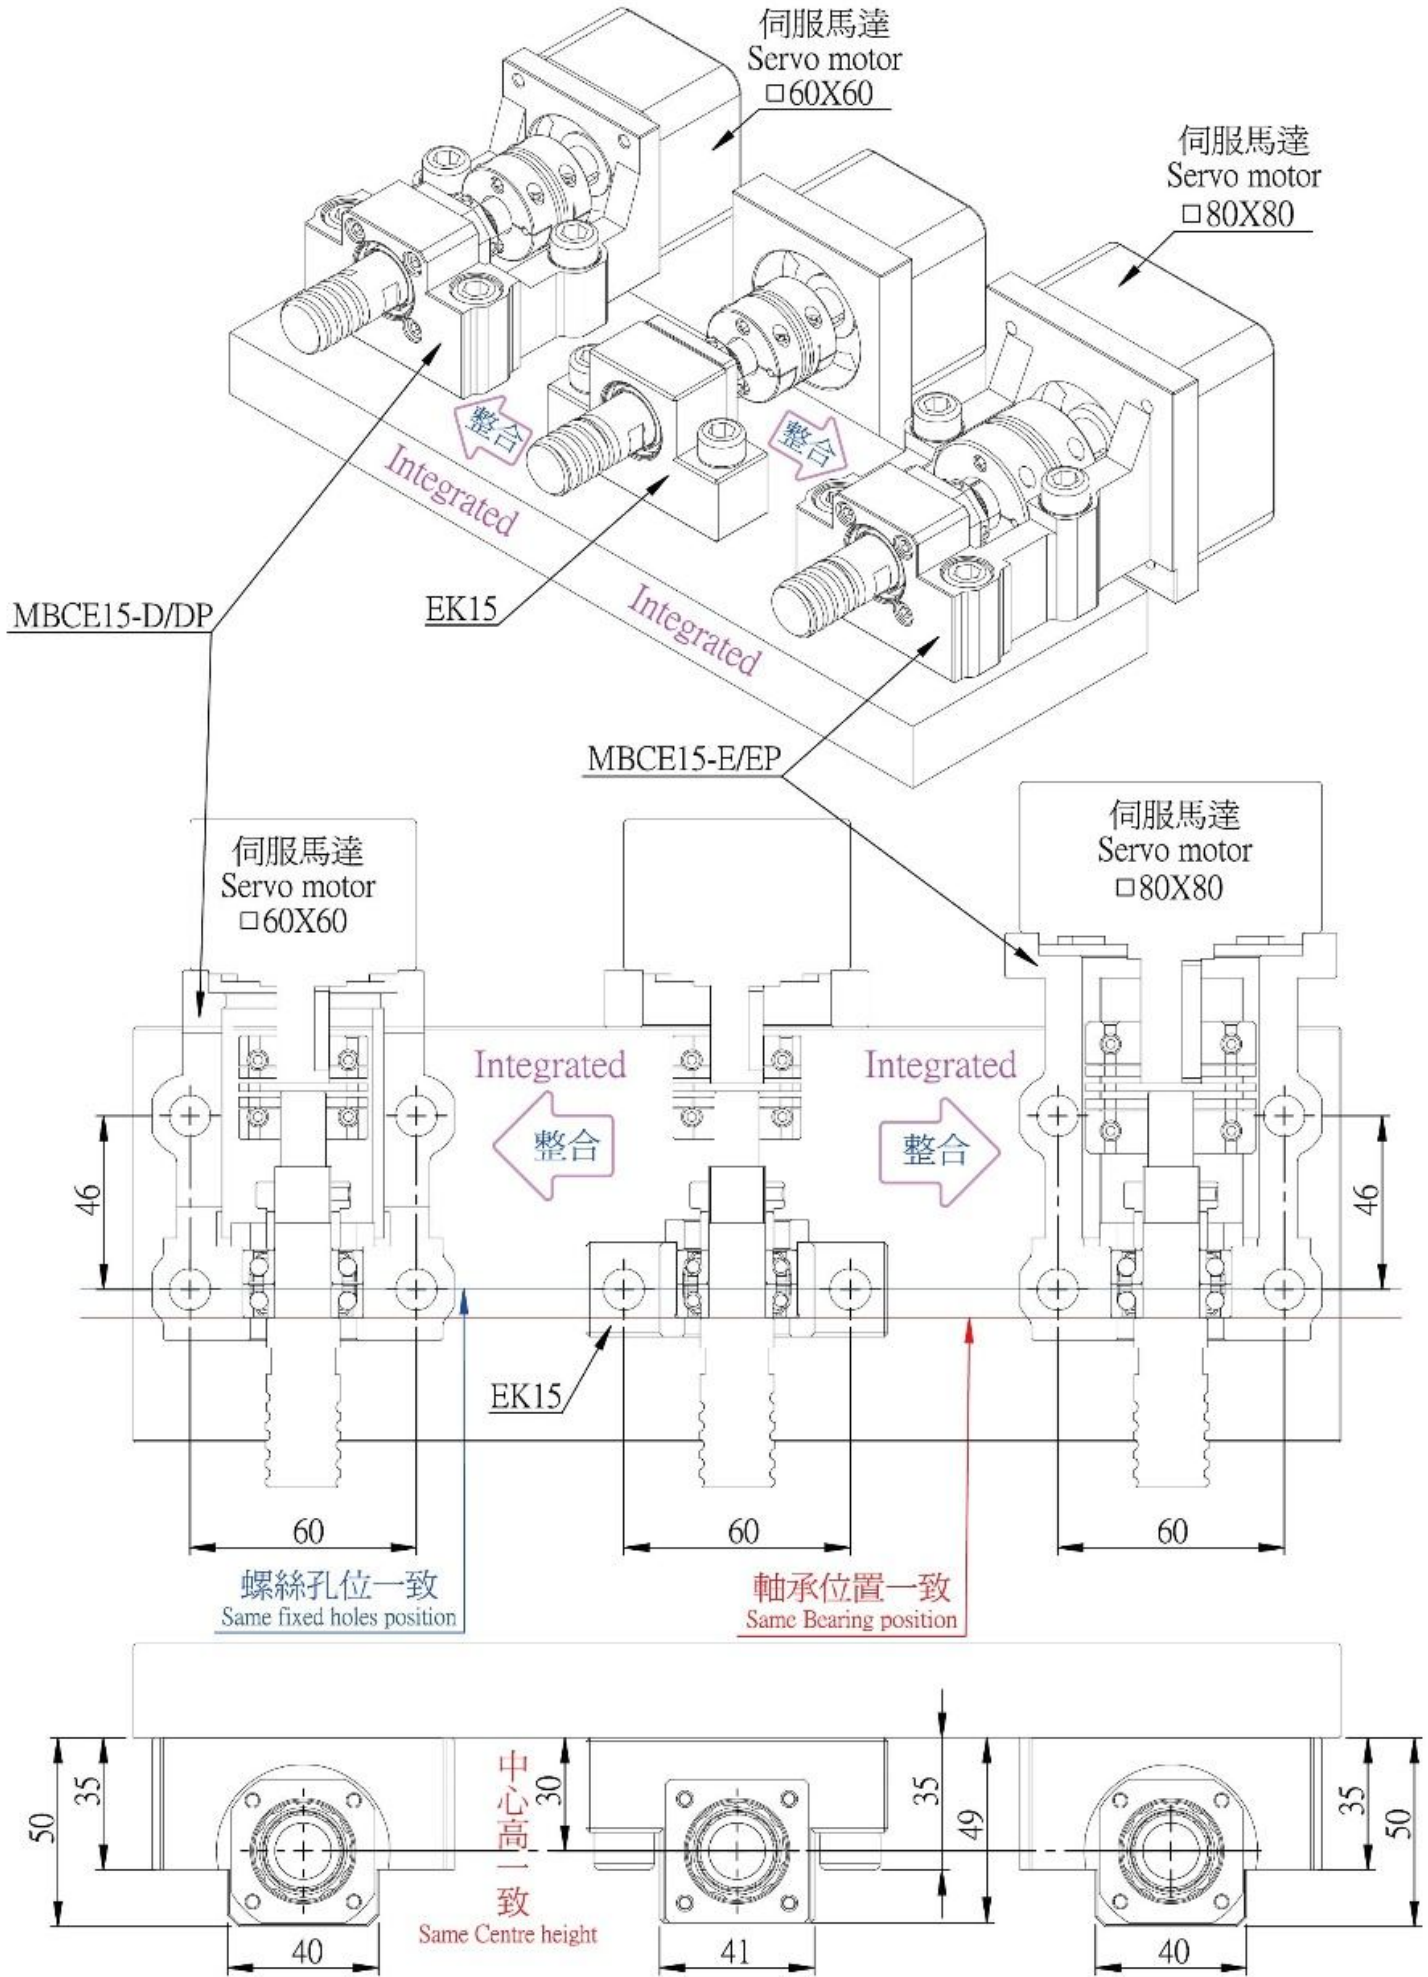 伺服馬達
Servo motor
□60X60
伺服馬達
Servo motor
□80X80
整合
Integrated
整合
Integrated
MBCE15-D/DP
EK15
MBCE15-E/EP
伺服馬達
Servo motor
□60X60
伺服馬達
Servo motor
□80X80
Integrated
整合
Integrated
整合
46
46
EK15
60
60
60
螺絲孔位一致
Same fixed holes position
軸承位置一致
Same Bearing position
50
35
中心高一致
Same Centre height
30
35
49
35
50
40
41
40